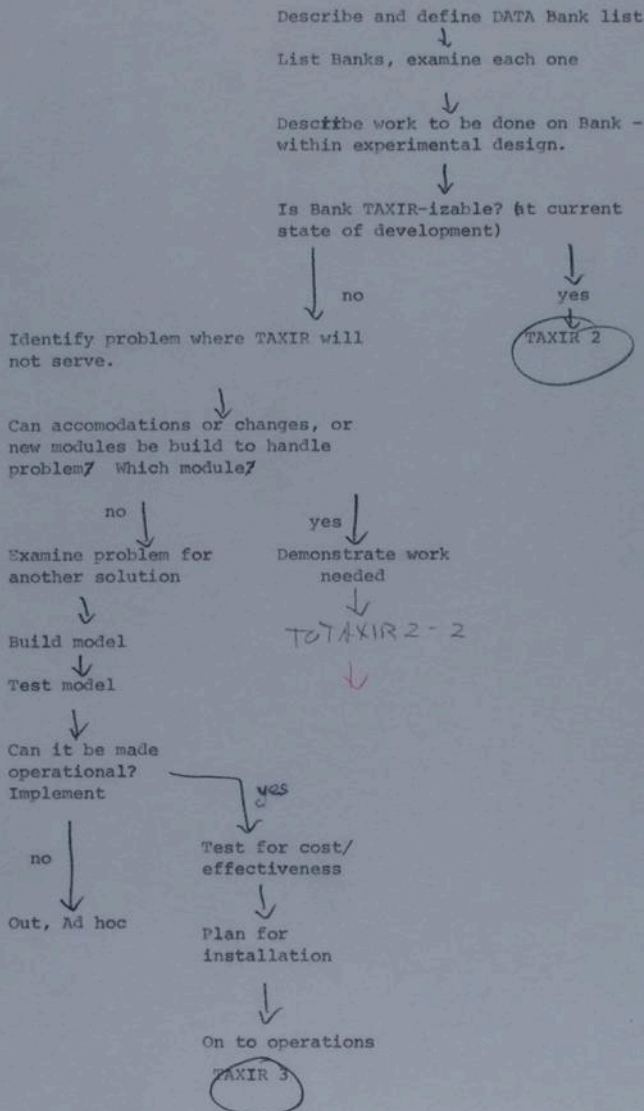 Describe and define DATA Bank list
List Banks, examine each one
Describe work to be done on Bank -
within experimental design.
Is Bank TAXIR-izable? (at current
state of development)
no
yes
TAXIR 2
Identify problem where TAXIR will
not serve.
Can accomodations or changes, or
new modules be build to handle
problem? Which module?
no
yes
Examine problem for
another solution
Demonstrate work
needed
To TAXIR 2 - 2
Build model
Test model
Can it be made
operational?
Implement
yes
no
Test for cost/
effectiveness
Out, Ad hoc
Plan for
installation
On to operations
TAXIR 3